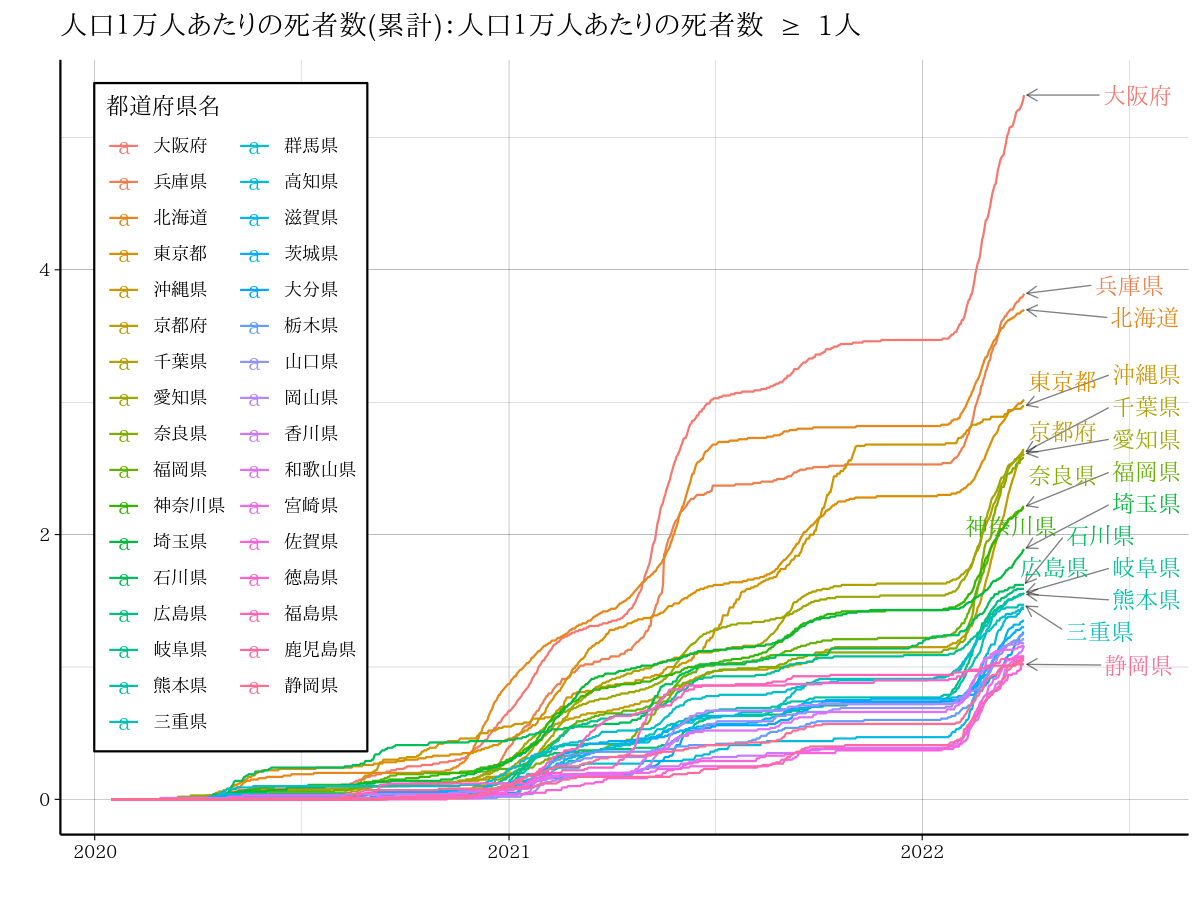 人口1万人あたりの死者数(累計):人口1万人あたりの死者数 ≥ 1人
都道府県名
a 大阪府
a 兵庫県
a 北海道
a 東京都
a 沖縄県
a 京都府
a 千葉県
a 愛知県
a 奈良県
a 福岡県
a 神奈川県
a 埼玉県
a 石川県
a 広島県
a 岐阜県
a 熊本県
a 三重県
a 群馬県
a 高知県
a 滋賀県
a 茨城県
a 大分県
a 栃木県
a 山口県
a 岡山県
a 香川県
a 和歌山県
a 宮崎県
a 佐賀県
a 徳島県
a 福島県
a 鹿児島県
a 静岡県
大阪府
兵庫県
北海道
沖縄県
東京都
千葉県
京都府
愛知県
福岡県
奈良県
埼玉県
神奈川県
石川県
広島県
岐阜県
熊本県
三重県
静岡県
4
2
0
2020
2021
2022